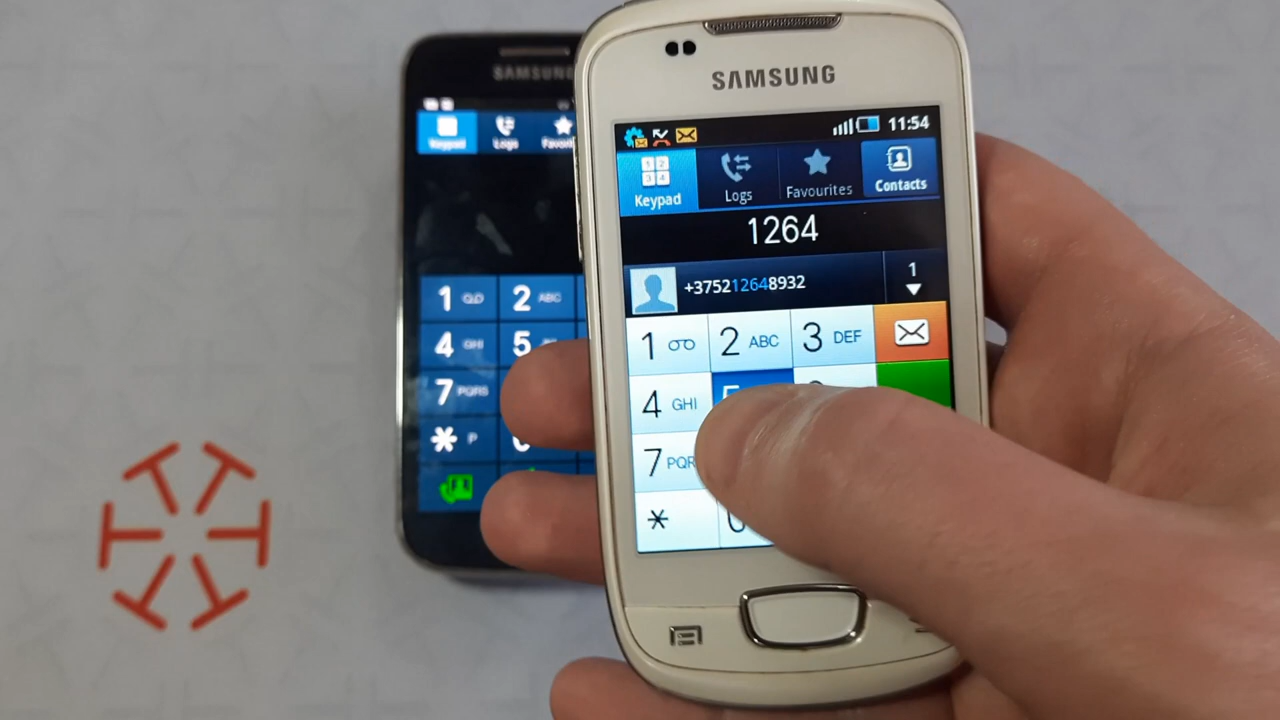 SAMSUNG
11:54
Keypad
Logs
Favourites
Contacts
1264
+375212648932
1
1
2 ABC
3 DEF
4 GHI
7 PQR
*
SAMSUNG
Keypad
Logs
1
2 ABC
4 GHI
5
7 PQRS
* P